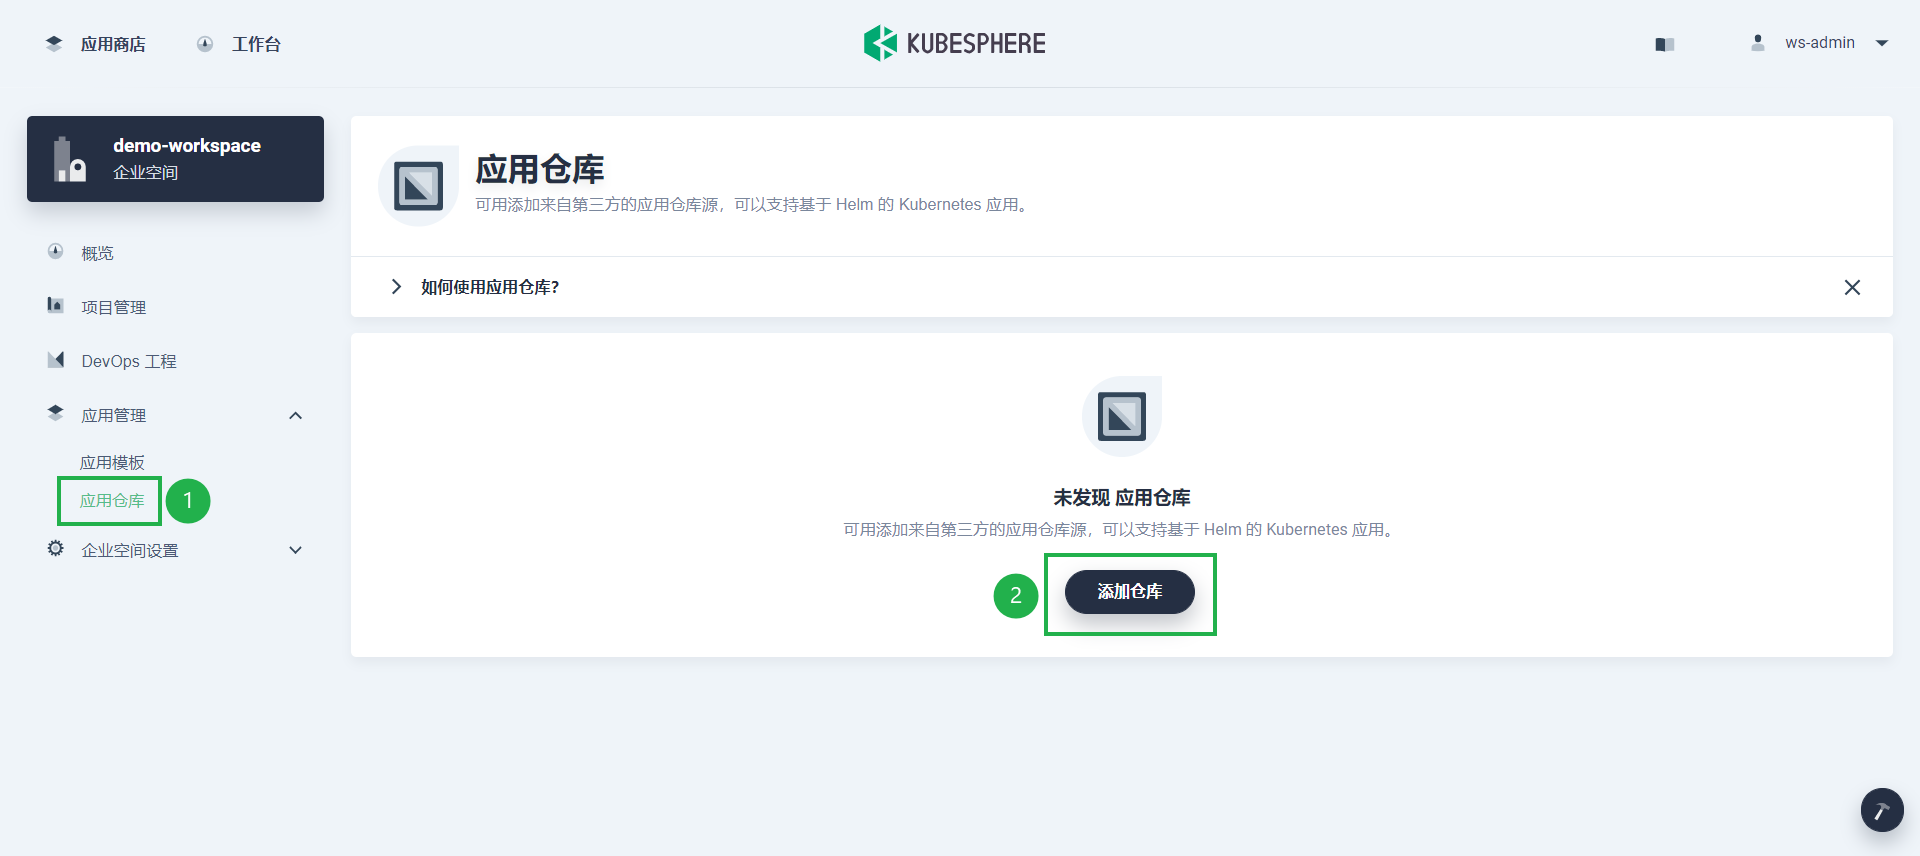 应用商店
工作台
KUBESPHERE
ws-admin
demo-workspace
企业空间
概览
项目管理
DevOps 工程
应用管理
应用模板
应用仓库
1
企业空间设置
应用仓库
可用添加来自第三方的应用仓库源，可以支持基于 Helm 的 Kubernetes 应用。
如何使用应用仓库?
未发现 应用仓库
可用添加来自第三方的应用仓库源，可以支持基于 Helm 的 Kubernetes 应用。
2
添加仓库